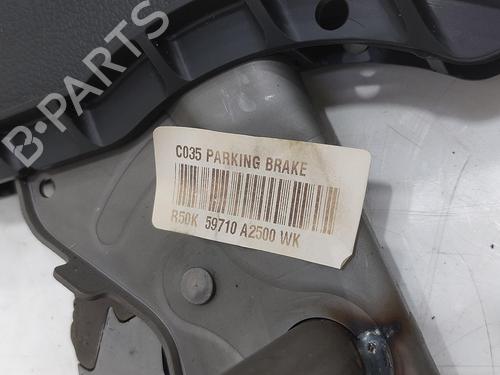 B-PARTS
C035 PARKING BRAKE
R50K 59710 A2500 WK